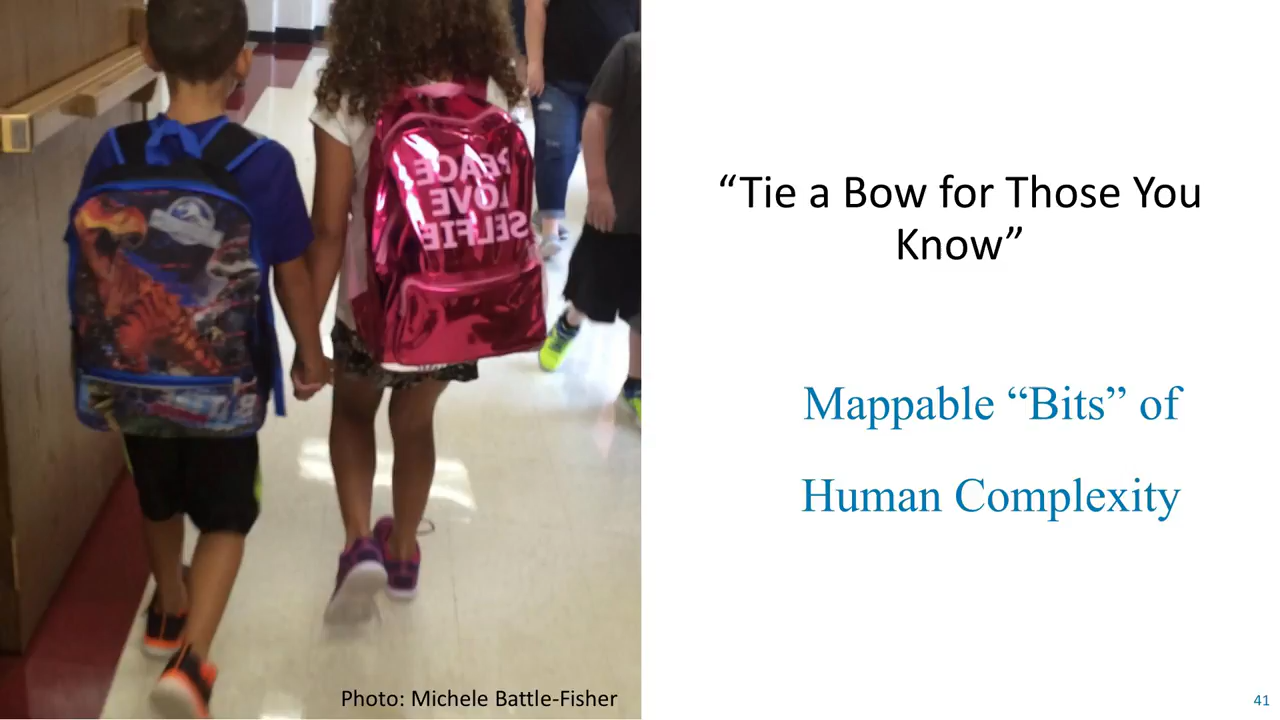 PEACE
LOVE
SELFIE
“Tie a Bow for Those You
Know”
Mappable “Bits” of
Human Complexity
Photo: Michele Battle-Fisher
41